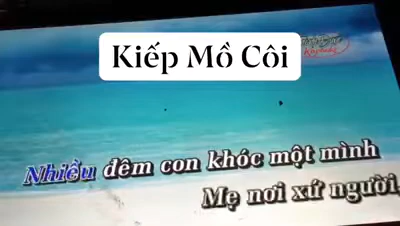 Kiếp Mồ Côi
Nhiều đêm con khóc một mình
Mẹ nơi xứ người,